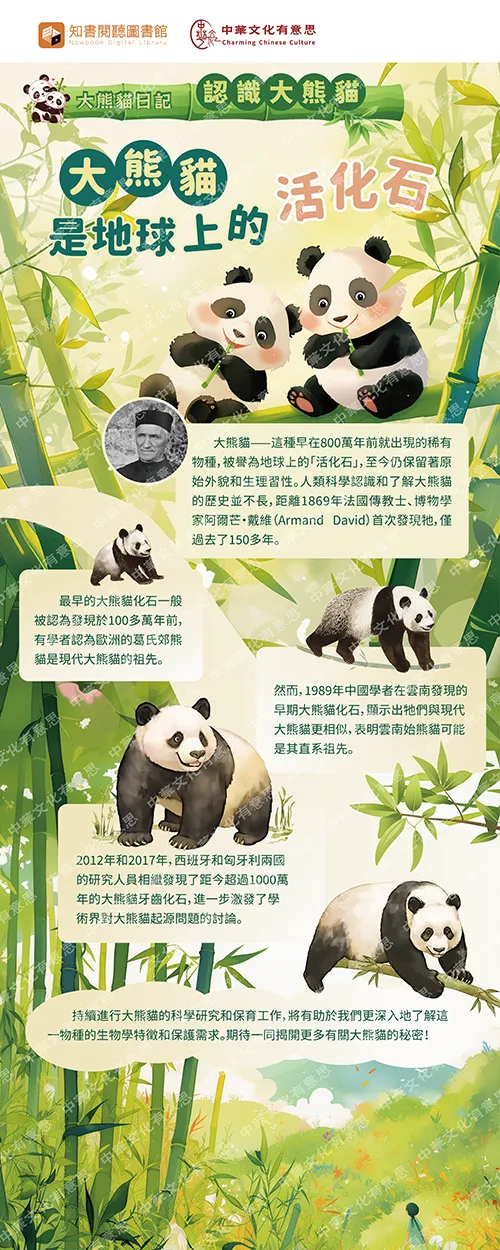 知書閱聽圖書館
Nowbook Digital Library
中華文化有意思
Charming Chinese Culture
大熊貓日記
認識大熊貓
大熊貓
是地球上的
活化石
大熊貓——這種早在800萬年前就出現的稀有
物種，被譽為地球上的「活化石」，至今仍保留著原
始外貌和生理習性。人類科學認識和了解大熊貓
的歷史並不長，距離1869年法國傳教士、博物學
家阿爾芒·戴維（Armand David）首次發現牠，僅
過去了150多年。
最早的大熊貓化石一般
被認為發現於100多萬年前，
有學者認為歐洲的葛氏郊熊
貓是現代大熊貓的祖先。
然而，1989年中國學者在雲南發現的
早期大熊貓化石，顯示出牠們與現代
大熊貓更相似，表明雲南始熊貓可能
是其直系祖先。
2012年和2017年，西班牙和匈牙利兩國
的研究人員相繼發現了距今超過1000萬
年的大熊貓牙齒化石，進一步激發了學
術界對大熊貓起源問題的討論。
持續進行大熊貓的科學研究和保育工作，將有助於我們更深入地了解這
一物種的生物學特徵和保護需求。期待一同揭開更多有關大熊貓的秘密！